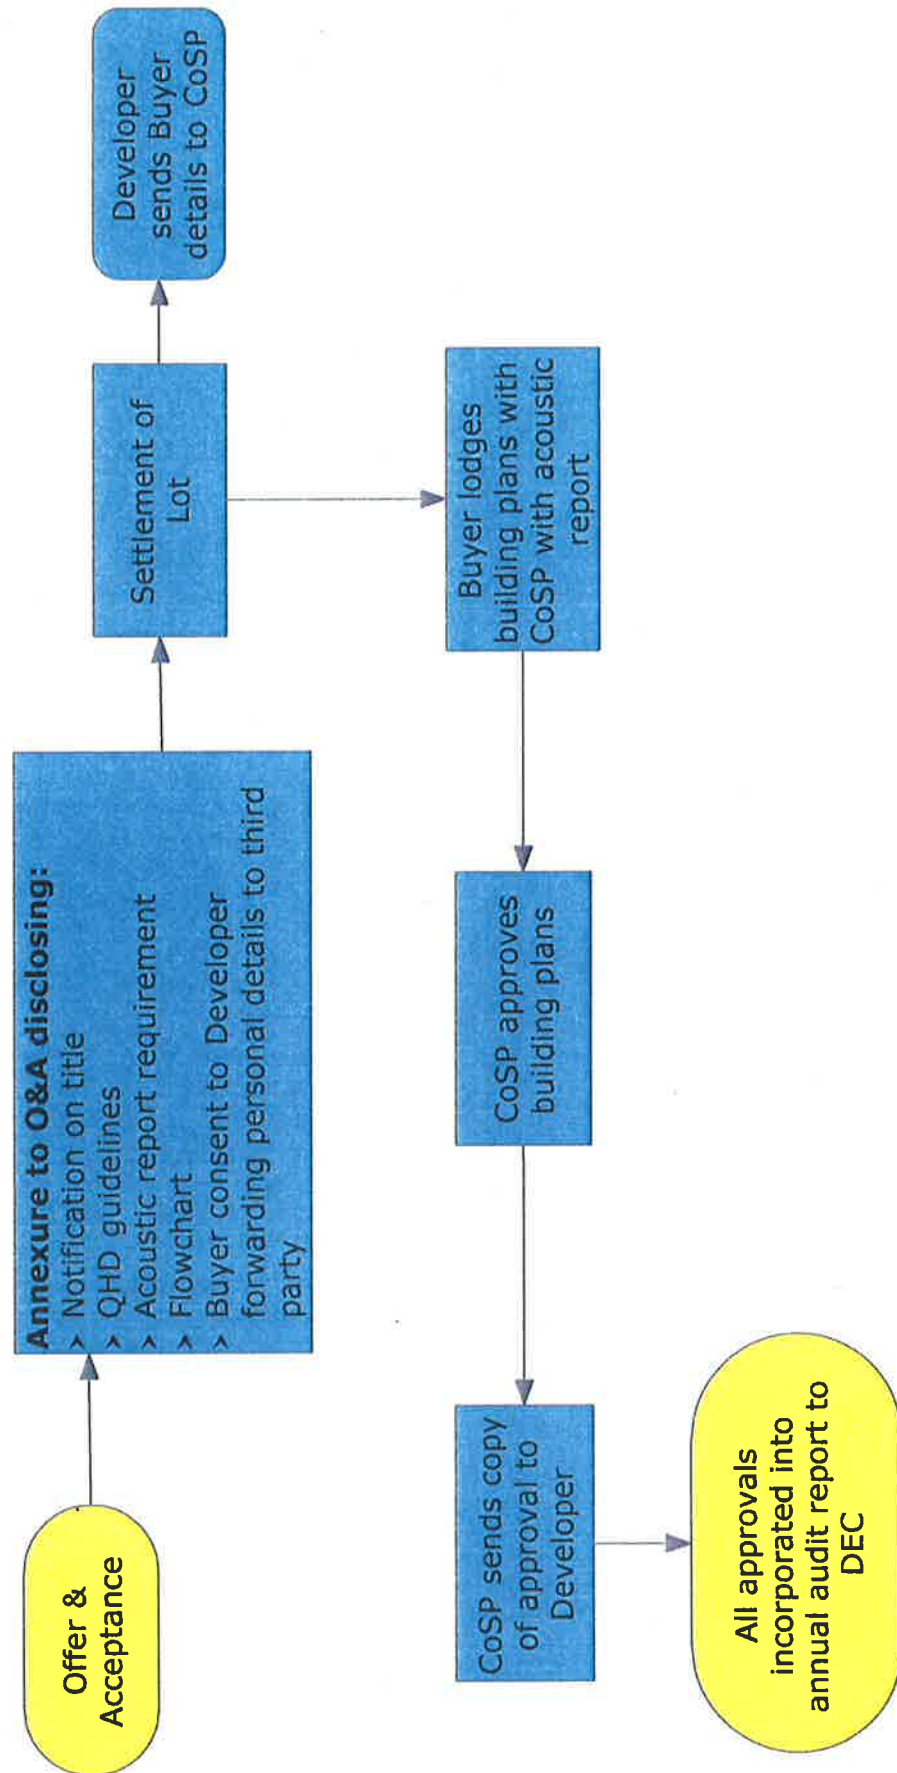 Offer &
Acceptance
Annexure to O&A disclosing:
➤ Notification on title
➤ QHD guidelines
➤ Acoustic report requirement
➤ Flowchart
➤ Buyer consent to Developer
forwarding personal details to third
party
Settlement of
Lot
Developer
sends Buyer
details to CoSP
Buyer lodges
building plans with
CoSP with acoustic
report
CoSP approves
building plans
CoSP sends copy
of approval to
Developer
All approvals
incorporated into
annual audit report to
DEC